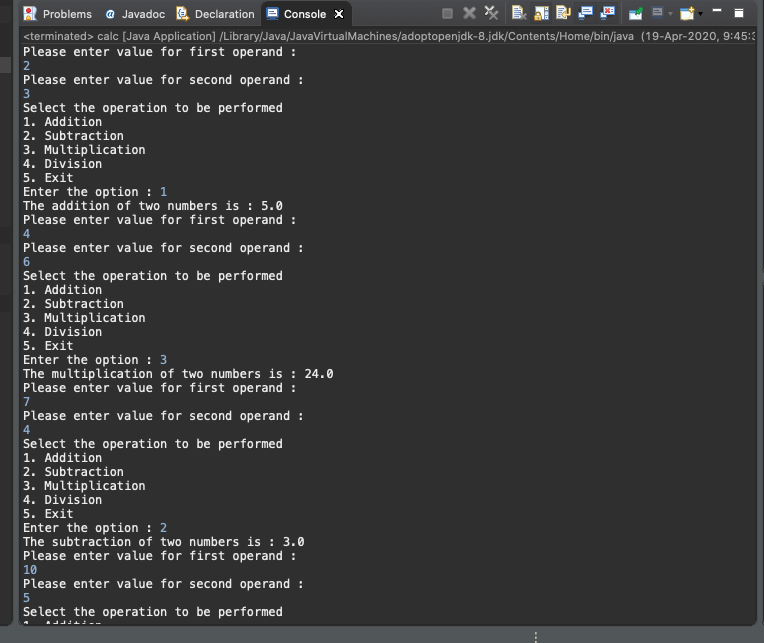 Problems @ Javadoc Declaration Console
<terminated> calc [Java Application] /Library/Java/JavaVirtualMachines/adoptopenjdk-8.jdk/Contents/Home/bin/java (19-Apr-2020, 9:45:3
Please enter value for first operand :
2
Please enter value for second operand :
3
Select the operation to be performed
1. Addition
2. Subtraction
3. Multiplication
4. Division
5. Exit
Enter the option : 1
The addition of two numbers is : 5.0
Please enter value for first operand :
4
Please enter value for second operand :
6
Select the operation to be performed
1. Addition
2. Subtraction
3. Multiplication
4. Division
5. Exit
Enter the option : 3
The multiplication of two numbers is : 24.0
Please enter value for first operand :
7
Please enter value for second operand :
4
Select the operation to be performed
1. Addition
2. Subtraction
3. Multiplication
4. Division
5. Exit
Enter the option : 2
The subtraction of two numbers is : 3.0
Please enter value for first operand :
10
Please enter value for second operand :
5
Select the operation to be performed
1. Addition